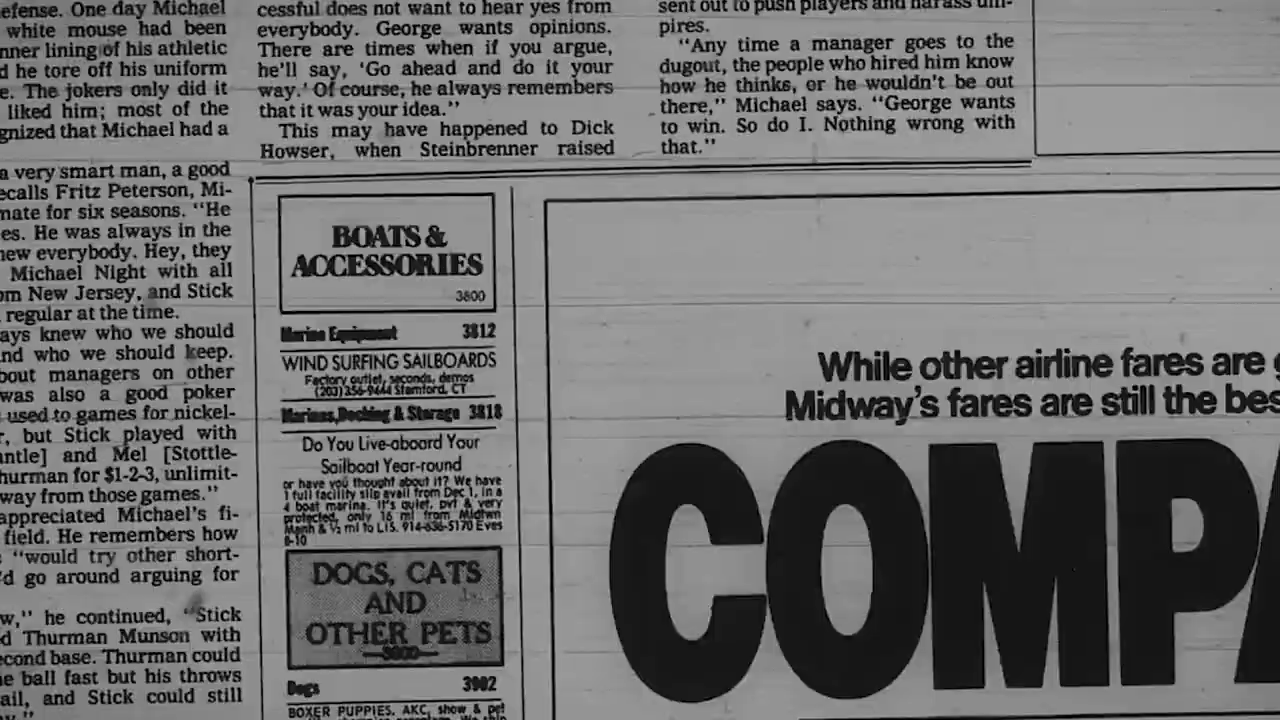 efense. One day Michael
white mouse had been
nner lining of his athletic
d he tore off his uniform
e. The jokers only did it
liked him; most of the
gnized that Michael had a
a very smart man, a good
ecalls Fritz Peterson, Mi-
mate for six seasons. "He
es. He was always in the
new everybody. Hey, they
Michael Night with all
om New Jersey, and Stick
regular at the time.
ays knew who we should
nd who we should keep.
bout managers on other
was also a good poker
used to games for nickel-
r, but Stick played with
antle] and Mel [Stottle-
hurman for $1-2-3, unlimit-
way from those games."
appreciated Michael's fi-
field. He remembers how
"would try other short-
'd go around arguing for
w," he continued, "Stick
d Thurman Munson with
econd base. Thurman could
he ball fast but his throws
ail, and Stick could still
cessful does not want to hear yes from
everybody. George wants opinions.
There are times when if you argue,
he'll say, 'Go ahead and do it your
way.' Of course, he always remembers
that it was your idea."
This may have happened to Dick
Howser, when Steinbrenner raised
sent out to push players and harass um-
pires.
"Any time a manager goes to the
dugout, the people who hired him know
how he thinks, or he wouldn't be out
there," Michael says. "George wants
to win. So do I. Nothing wrong with
that."
BOATS &
ACCESSORIES
3800
Marine Equipment 3812
WIND SURFING SAILBOARDS
Factory outlet, seconds, demos
(203) 356-9444 Stamford, CT
Marinas, Docking & Storage 3818
Do You Live-aboard Your
Sailboat Year-round
or have you thought about it? We have
1 full facility slip avail from Dec 1, in a
4 boat marina. It's quiet, pvt & very
protected, only 16 mi from Midtwn
Manh & ½ mi to LIS. 914-636-5170 Eves
8-10
DOGS, CATS
AND
OTHER PETS
3900
Dogs 3902
BOXER PUPPIES, AKC, show & pet
While other airline fares are
Midway's fares are still the bes
COMPA